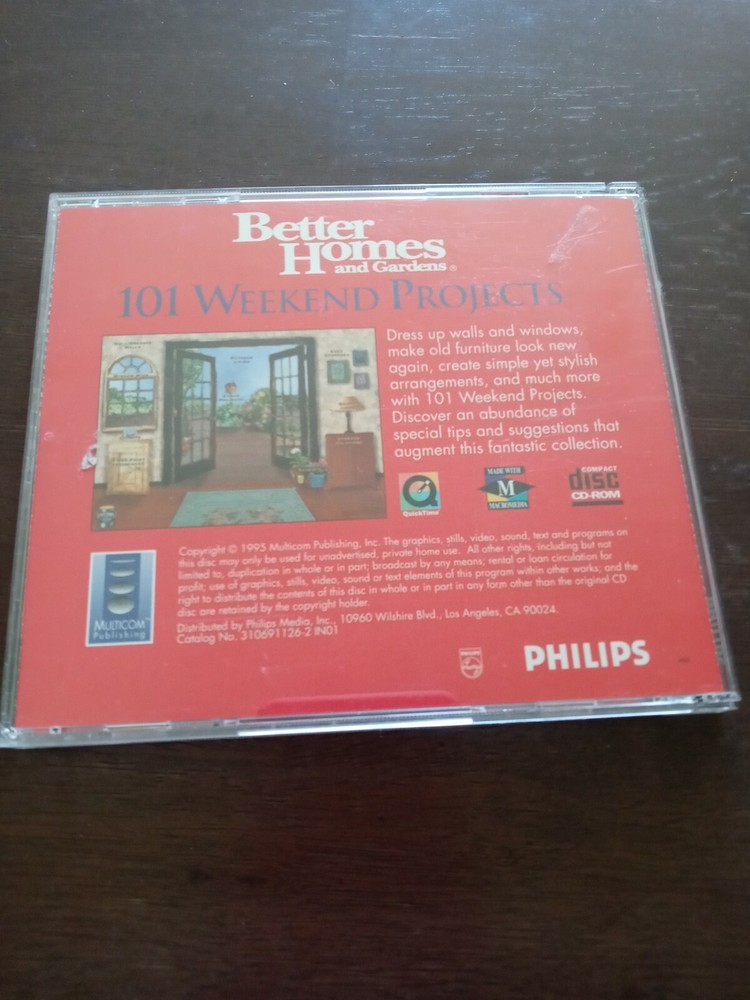 Better
Homes
and Gardens®
101 WEEKEND PROJECTS
Dress up walls and windows,
make old furniture look new
again, create simple yet stylish
arrangements, and much more
with 101 Weekend Projects.
Discover an abundance of
special tips and suggestions that
augment this fantastic collection.
QuickTime
MADE WITH
M
MACROMEDIA
COMPACT
disc
CD-ROM
Copyright © 1995 Multicom Publishing, Inc. The graphics, stills, video, sound, text and programs on
this disc may only be used for unadvertised, private home use. All other rights, including but not
limited to, duplication in whole or in part; broadcast by any means; rental or loan circulation for
profit; use of graphics, stills, video, sound or text elements of this program within other works; and the
right to distribute the contents of this disc in whole or in part in any form other than the original CD
disc are retained by the copyright holder.
Distributed by Philips Media, Inc., 10960 Wilshire Blvd., Los Angeles, CA 90024.
Catalog No. 310691126-2 IN01
MULTICOM™
Publishing
PHILIPS
PHILIPS